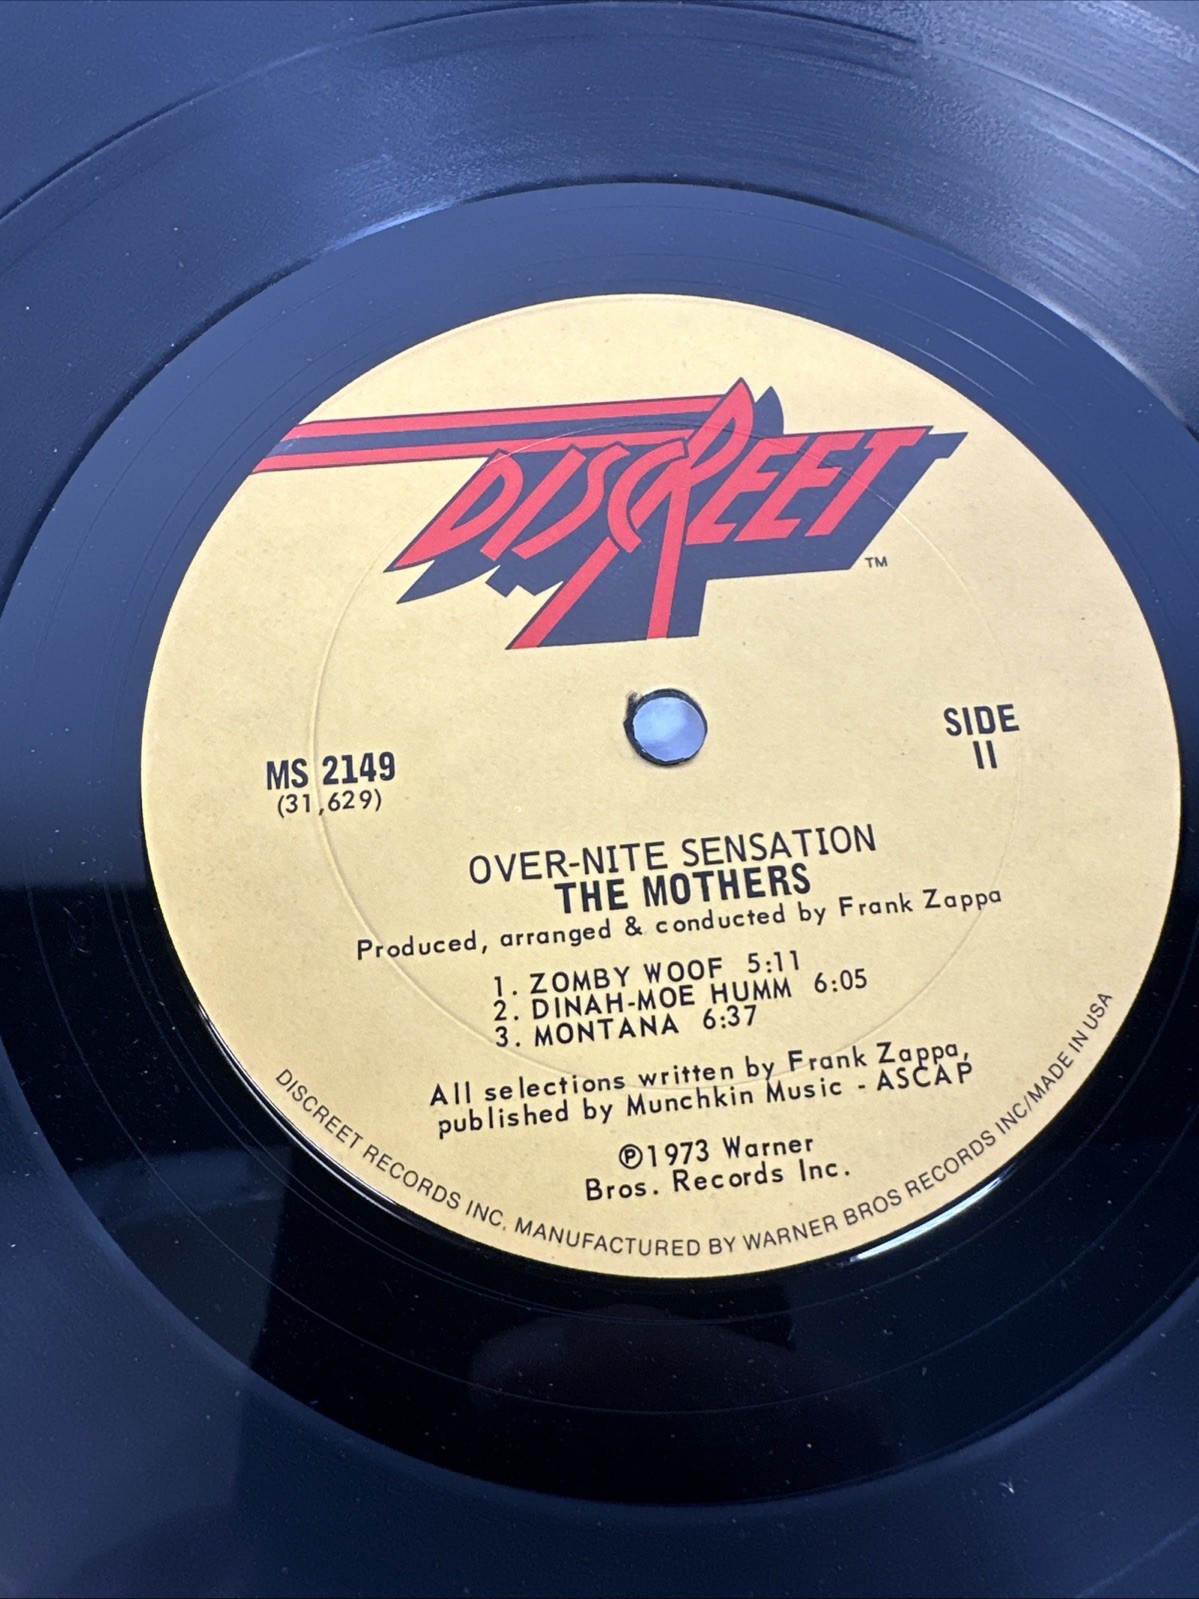 DISCREET
TM
MS 2149
(31,629)
SIDE
II
OVER-NITE SENSATION
THE MOTHERS
Produced, arranged & conducted by Frank Zappa
1. ZOMBY WOOF 5:11
2. DINAH-MOE HUMM 6:05
3. MONTANA 6:37
All selections written by Frank Zappa,
published by Munchkin Music - ASCAP
℗1973 Warner
Bros. Records Inc.
DISCREET RECORDS INC. MANUFACTURED BY WARNER BROS RECORDS INC/MADE IN USA